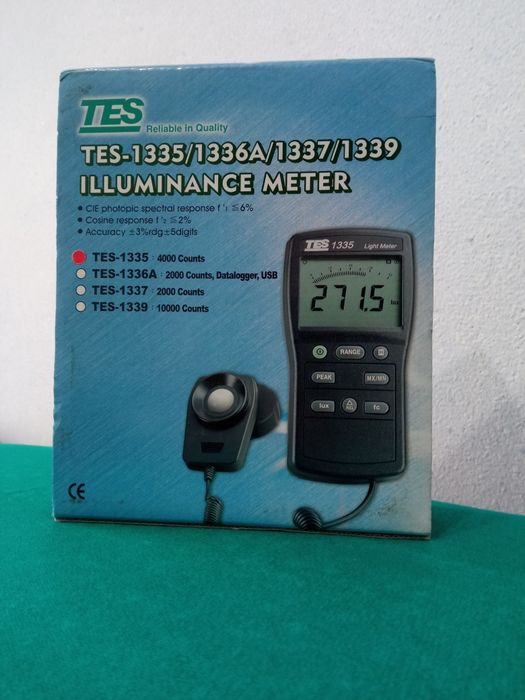 TES
Reliable in Quality
TES-1335/1336A/1337/1339
ILLUMINANCE METER
• CIE photopic spectral response f '1 ≦6%
• Cosine response f '2 ≦2%
• Accuracy ±3%rdg±5digits
TES-1335 : 4000 Counts
TES-1336A : 2000 Counts, Datalogger, USB
TES-1337 : 2000 Counts
TES-1339 : 10000 Counts
TES 1335 Light Meter
271.5 lux
RANGE H
PEAK MX/MN
lux fc
CE